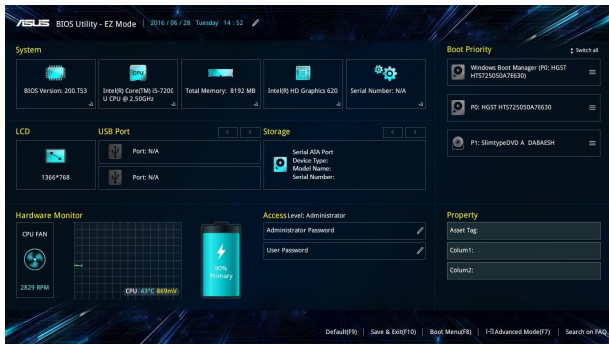 ASUS BIOS Utility - EZ Mode 2016/06/28 Tuesday 14:52
System
BIOS Version: 200.T53
Intel(R) Core(TM) i5-7200
U CPU @ 2.50GHz
Total Memory: 8192 MB
Intel(R) HD Graphics 620
Serial Number: N/A
Boot Priority
Switch all
Windows Boot Manager (P0: HGST
HTS725050A7E630)
P0: HGST HTS725050A7E630
P1: SlimtypeDVD A DA8AESH
LCD
1366*768
USB Port
Port: N/A
Port: N/A
Storage
Serial ATA Port
Device Type:
Model Name:
Serial Number:
Hardware Monitor
CPU FAN
2829 RPM
CPU 43°C 869mV
90%
Primary
Access Level: Administrator
Administrator Password
User Password
Property
Asset Tag:
Colum1:
Colum2:
Default(F9) | Save & Exit(F10) | Boot Menu(F8) | Advanced Mode(F7) | Search on FAQ